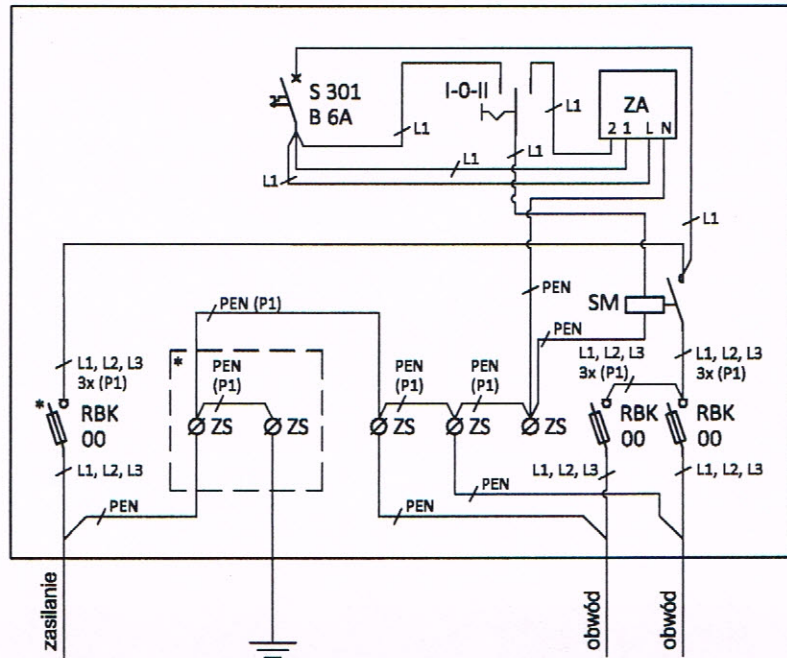 S 301
B 6A
I-0-II
ZA
2 1 L N
L1
L1
L1
L1
L1
L1
PEN
PEN
SM
PEN (P1)
L1, L2, L3
3x (P1)
*
PEN
(P1)
PEN
(P1)
PEN
(P1)
L1, L2, L3
3x (P1)
L1, L2, L3
3x (P1)
*
RBK
00
ZS
ZS
ZS
ZS
ZS
RBK
00
RBK
00
L1, L2, L3
L1, L2, L3
L1, L2, L3
PEN
PEN
PEN
zasilanie
obwód
obwód